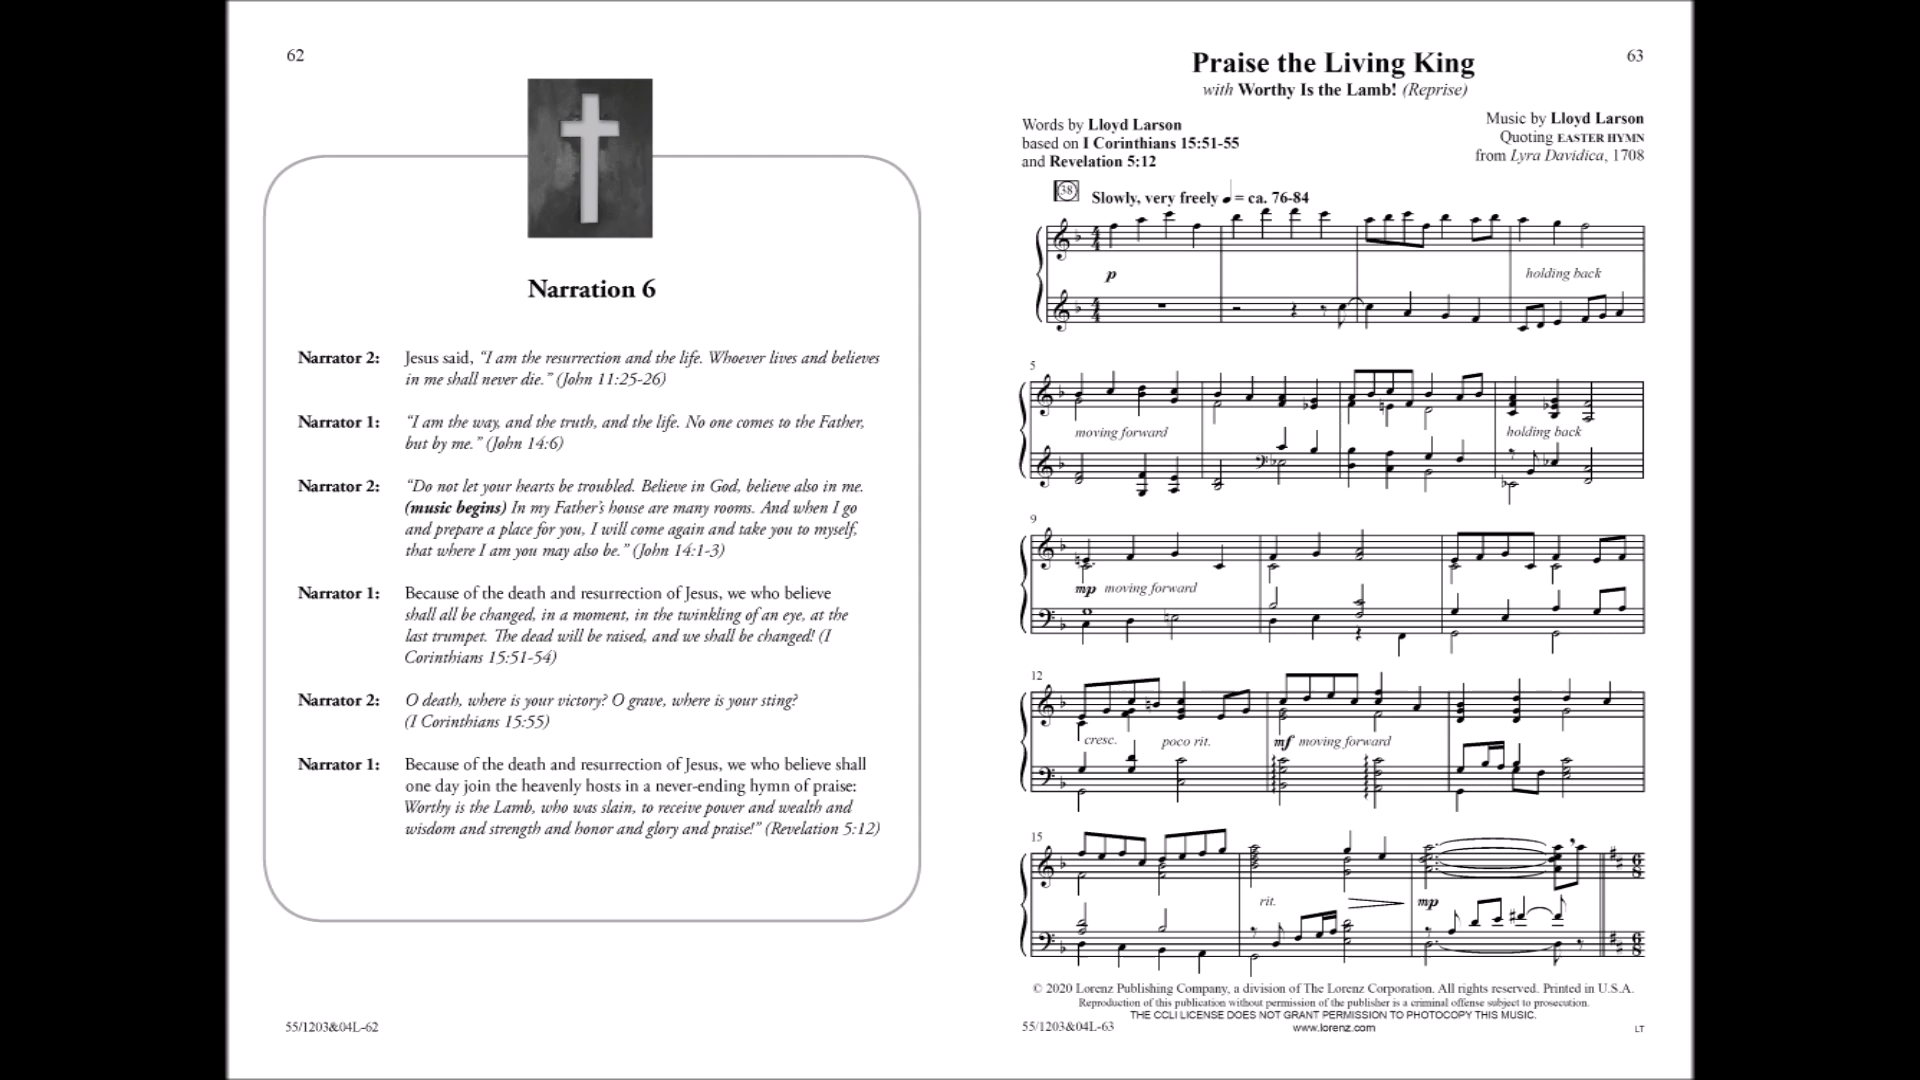 62
Narration 6
Narrator 2: Jesus said, “I am the resurrection and the life. Whoever lives and believes
in me shall never die.” (John 11:25-26)
Narrator 1: “I am the way, and the truth, and the life. No one comes to the Father,
but by me.” (John 14:6)
Narrator 2: “Do not let your hearts be troubled. Believe in God, believe also in me.
(music begins) In my Father’s house are many rooms. And when I go
and prepare a place for you, I will come again and take you to myself,
that where I am you may also be.” (John 14:1-3)
Narrator 1: Because of the death and resurrection of Jesus, we who believe
shall all be changed, in a moment, in the twinkling of an eye, at the
last trumpet. The dead will be raised, and we shall be changed! (I
Corinthians 15:51-54)
Narrator 2: O death, where is your victory? O grave, where is your sting?
(I Corinthians 15:55)
Narrator 1: Because of the death and resurrection of Jesus, we who believe shall
one day join the heavenly hosts in a never-ending hymn of praise:
Worthy is the Lamb, who was slain, to receive power and wealth and
wisdom and strength and honor and glory and praise!” (Revelation 5:12)
55/1203&04L-62
63
Praise the Living King
with Worthy Is the Lamb! (Reprise)
Words by Lloyd Larson
based on I Corinthians 15:51-55
and Revelation 5:12
Music by Lloyd Larson
Quoting EASTER HYMN
from Lyra Davidica, 1708
38
Slowly, very freely ♩ = ca. 76-84
p
holding back
5
moving forward
holding back
9
mp moving forward
12
cresc.
poco rit.
mf moving forward
15
rit.
mp
© 2020 Lorenz Publishing Company, a division of The Lorenz Corporation. All rights reserved. Printed in U.S.A.
Reproduction of this publication without permission of the publisher is a criminal offense subject to prosecution.
THE CCLI LICENSE DOES NOT GRANT PERMISSION TO PHOTOCOPY THIS MUSIC.
55/1203&04L-63
www.lorenz.com
LT